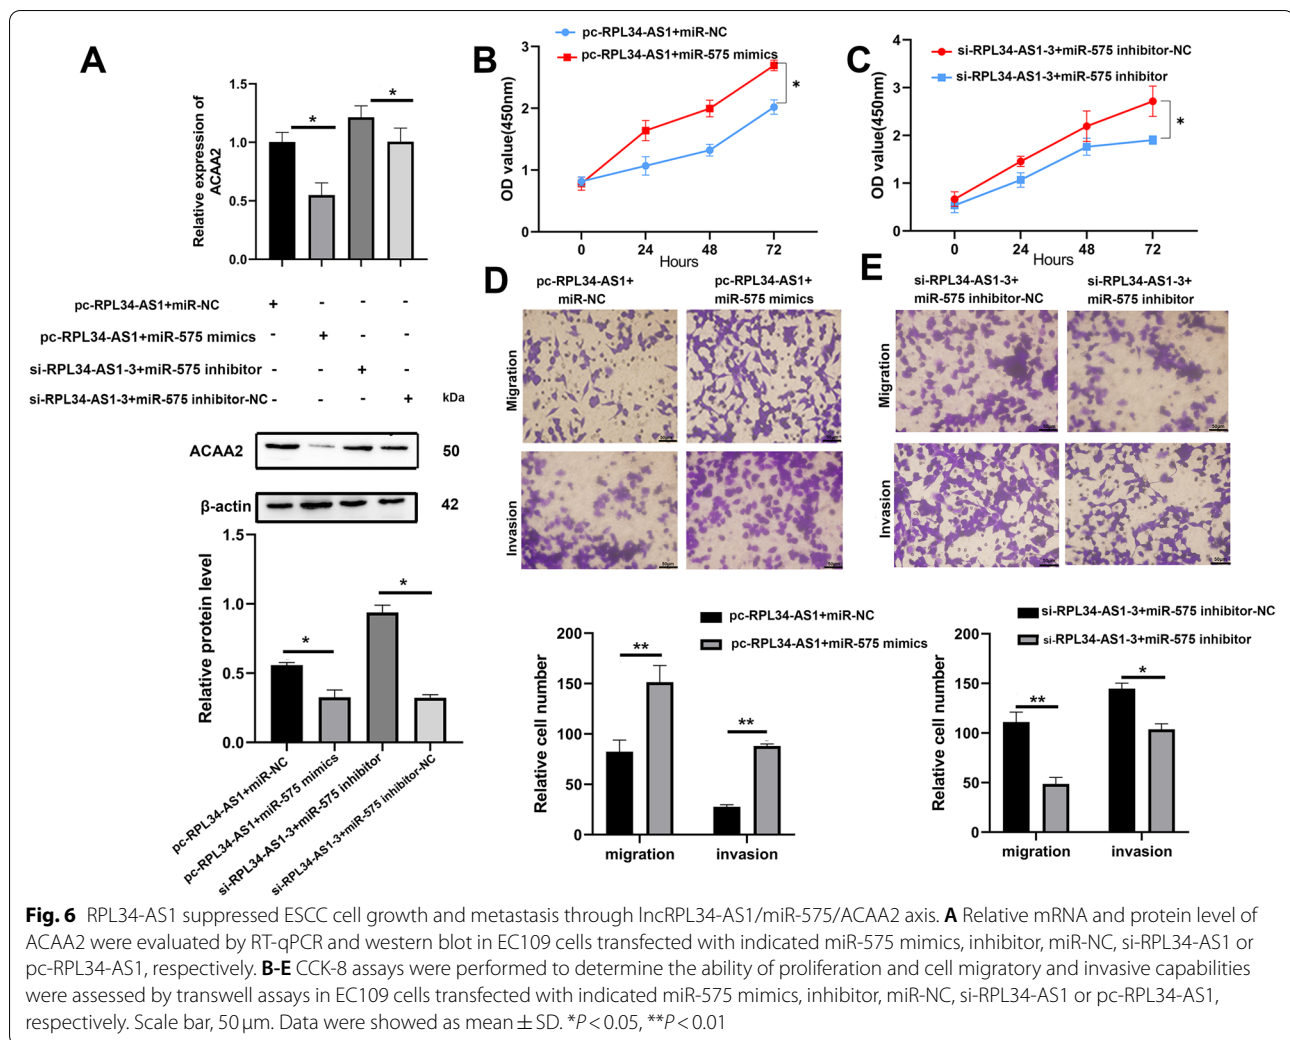 A
Relative expression of
ACAA2
1.5
1.0
0.5
0.0
*
*
pc-RPL34-AS1+miR-NC + - - -
pc-RPL34-AS1+miR-575 mimics - + - -
si-RPL34-AS1-3+miR-575 inhibitor - - + -
si-RPL34-AS1-3+miR-575 inhibitor-NC - - - +
kDa
ACAA2 50
β-actin 42
Relative protein level
1.5
1.0
0.5
0.0
*
*
pc-RPL34-AS1+miR-NC
pc-RPL34-AS1+miR-575 mimics
si-RPL34-AS1-3+miR-575 inhibitor
si-RPL34-AS1-3+miR-575 inhibitor-NC
B
pc-RPL34-AS1+miR-NC
pc-RPL34-AS1+miR-575 mimics
OD value(450nm)
3
2
1
0
*
0 24 48 72
Hours
C
si-RPL34-AS1-3+miR-575 inhibitor-NC
si-RPL34-AS1-3+miR-575 inhibitor
OD value(450nm)
4
3
2
1
0
*
0 24 48 72
Hours
D
pc-RPL34-AS1+
miR-NC
pc-RPL34-AS1+
miR-575 mimics
Migration
50μm
50μm
Invasion
50μm
50μm
pc-RPL34-AS1+miR-NC
pc-RPL34-AS1+miR-575 mimics
Relative cell number
200
150
100
50
0
**
**
migration invasion
E
si-RPL34-AS1-3+
miR-575 inhibitor-NC
si-RPL34-AS1-3+
miR-575 inhibitor
Migration
50μm
50μm
Invasion
50μm
50μm
si-RPL34-AS1-3+miR-575 inhibitor-NC
si-RPL34-AS1-3+miR-575 inhibitor
Relative cell number
200
150
100
50
0
**
*
migration invasion
Fig. 6 RPL34-AS1 suppressed ESCC cell growth and metastasis through lncRPL34-AS1/miR-575/ACAA2 axis. A Relative mRNA and protein level of
ACAA2 were evaluated by RT-qPCR and western blot in EC109 cells transfected with indicated miR-575 mimics, inhibitor, miR-NC, si-RPL34-AS1 or
pc-RPL34-AS1, respectively. B-E CCK-8 assays were performed to determine the ability of proliferation and cell migratory and invasive capabilities
were assessed by transwell assays in EC109 cells transfected with indicated miR-575 mimics, inhibitor, miR-NC, si-RPL34-AS1 or pc-RPL34-AS1,
respectively. Scale bar, 50 μm. Data were showed as mean ± SD. *P < 0.05, **P < 0.01